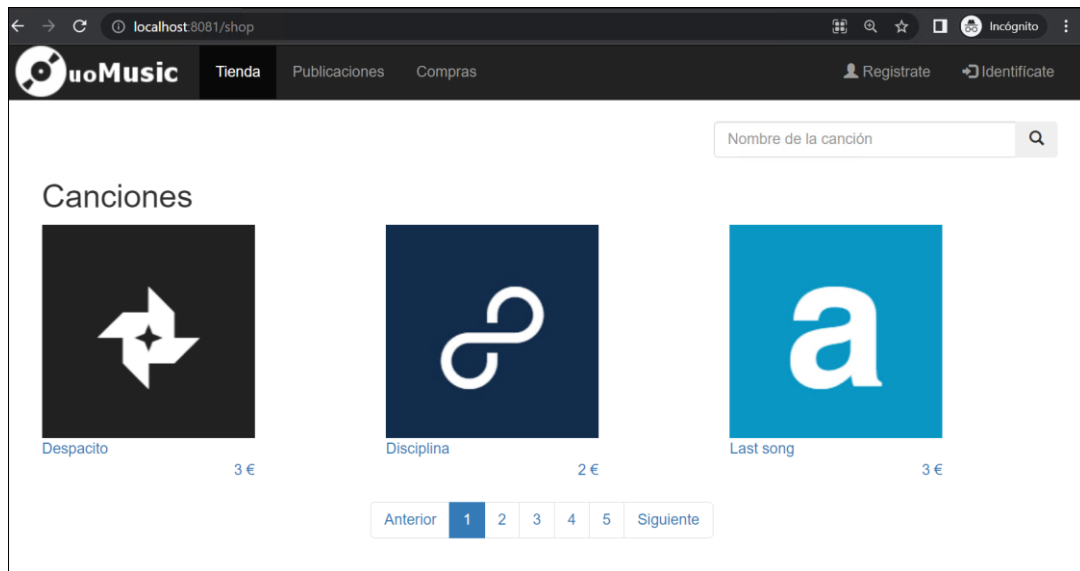 localhost:8081/shop
Incógnito
uoMusic Tienda Publicaciones Compras Registrate Identifícate
Nombre de la canción
Canciones
a
Despacito Disciplina Last song
3 € 2 € 3 €
Anterior 1 2 3 4 5 Siguiente